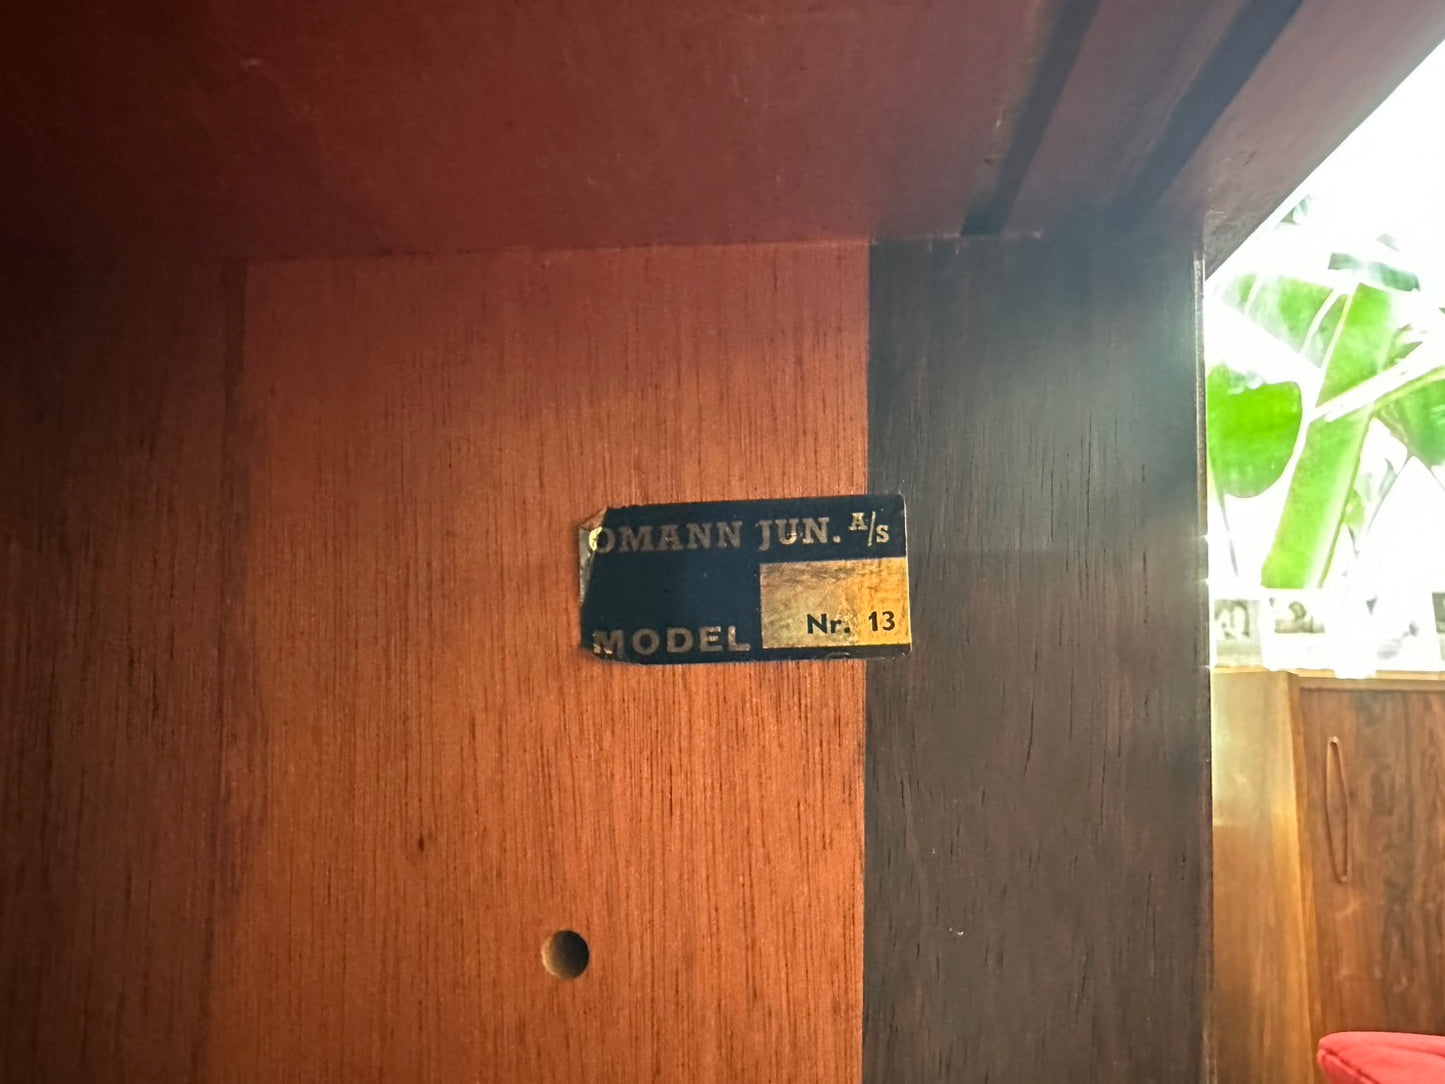 OMANN JUN. A/S
Nr. 13
MODEL